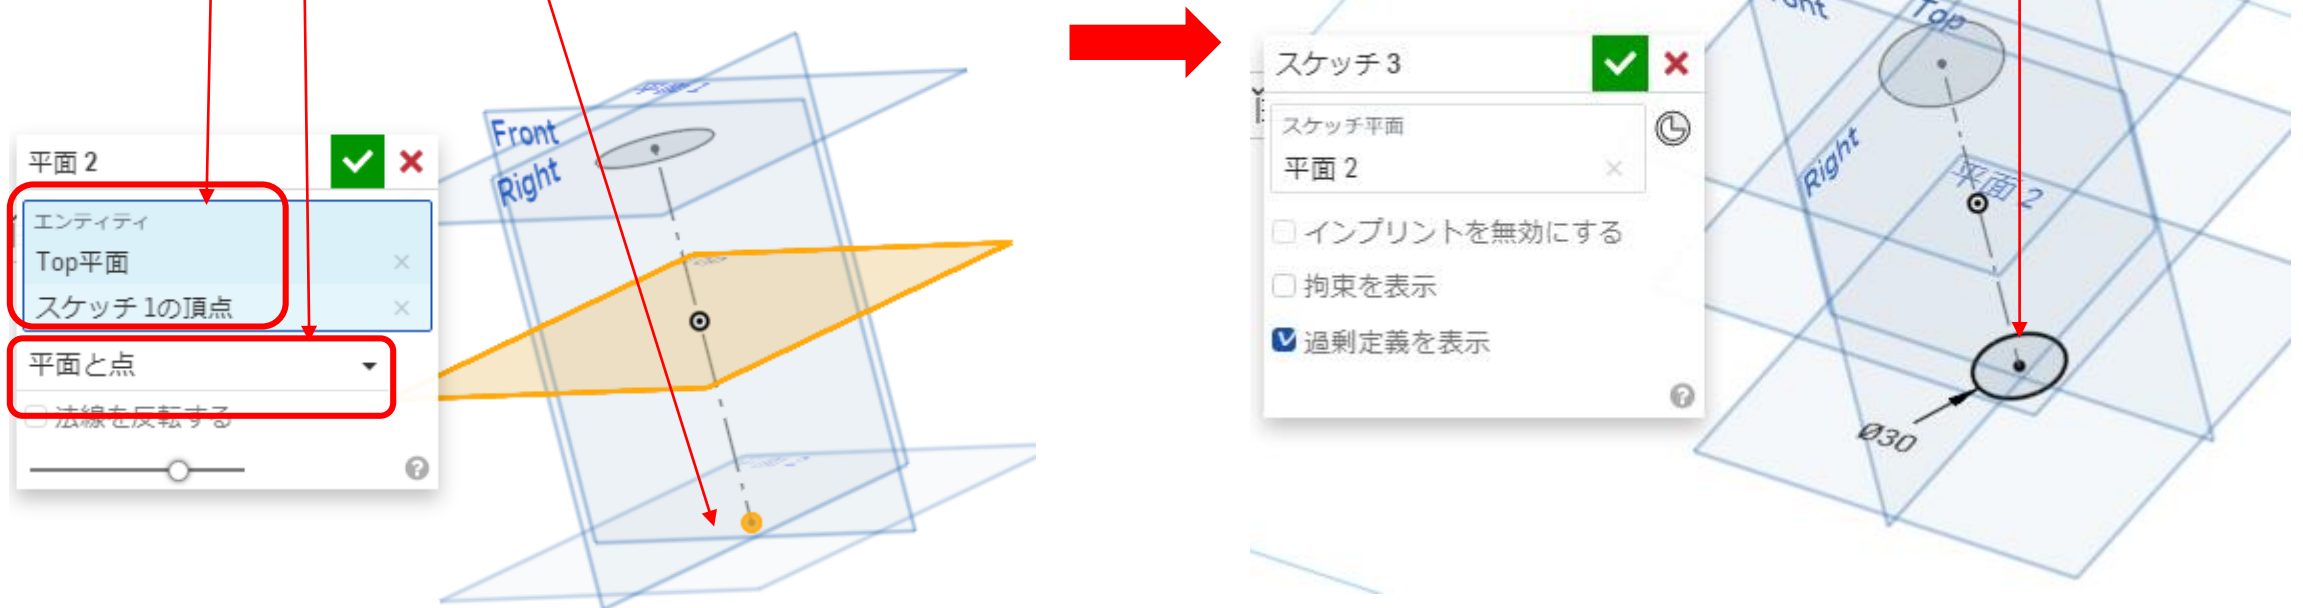 平面 2
エンティティ
Top平面
スケッチ 1の頂点
平面と点
法線を反転する
Front
Right
スケッチ 3
スケッチ平面
平面 2
インプリントを無効にする
拘束を表示
過剰定義を表示
Top
Right
平面 2
Ø30